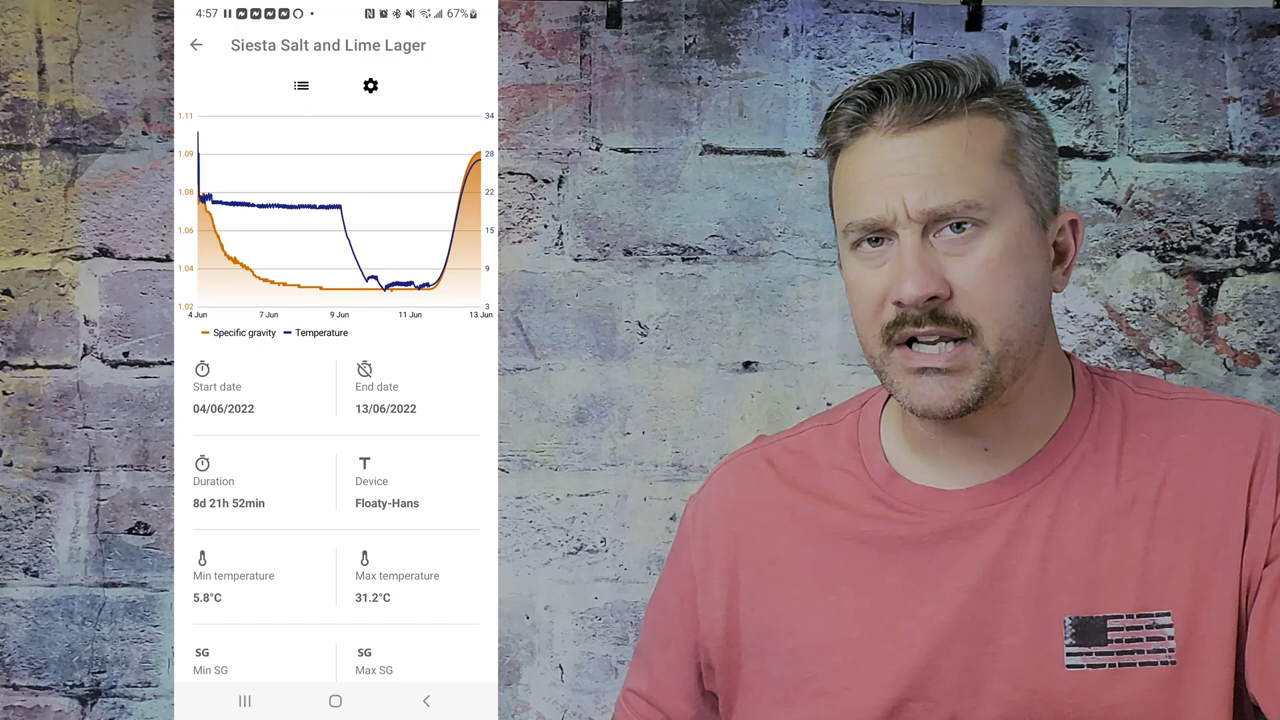 4:57
67%
Siesta Salt and Lime Lager
1.11 34
1.09 28
1.08 22
1.06 15
1.04 9
1.02 3
4 Jun 7 Jun 9 Jun 11 Jun 13 Jun
Specific gravity Temperature
Start date End date
04/06/2022 13/06/2022
Duration T Device
8d 21h 52min Floaty-Hans
Min temperature Max temperature
5.8°C 31.2°C
SG SG
Min SG Max SG